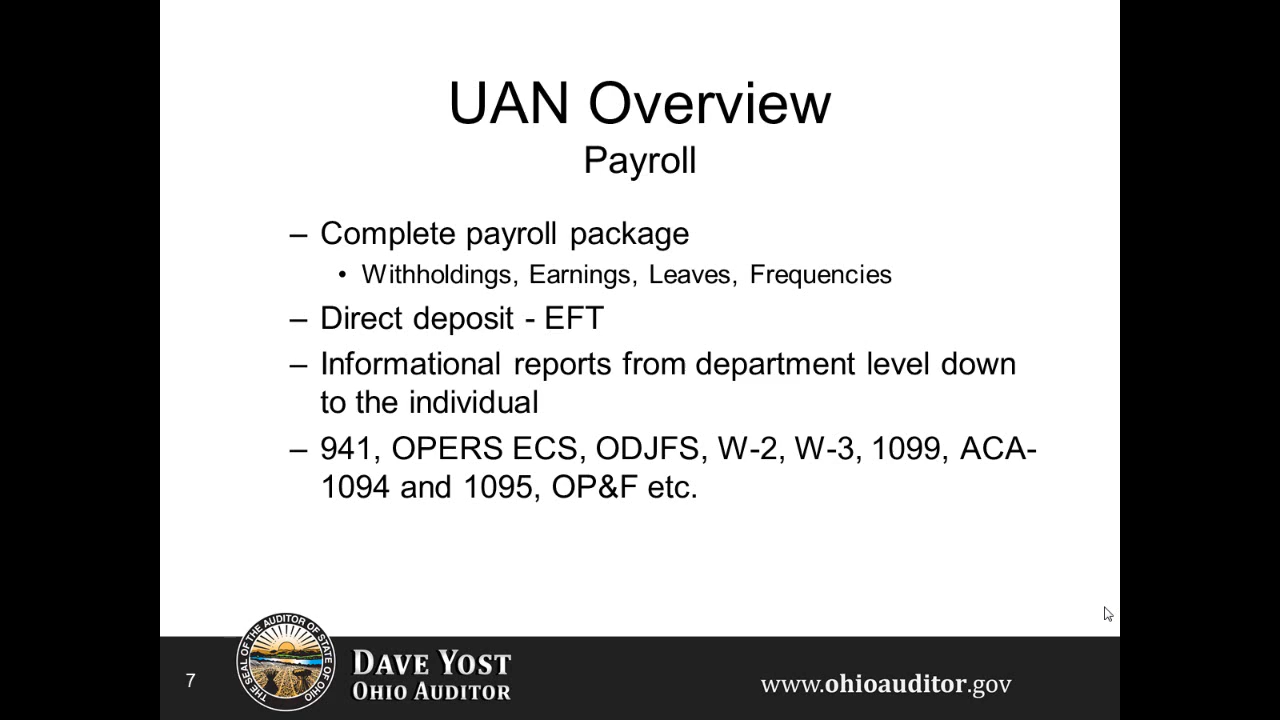 UAN Overview
Payroll
– Complete payroll package
• Withholdings, Earnings, Leaves, Frequencies
– Direct deposit - EFT
– Informational reports from department level down
to the individual
– 941, OPERS ECS, ODJFS, W-2, W-3, 1099, ACA-
1094 and 1095, OP&F etc.
7
THE SEAL OF THE AUDITOR OF STATE OF OHIO
DAVE YOST
OHIO AUDITOR
www.ohioauditor.gov